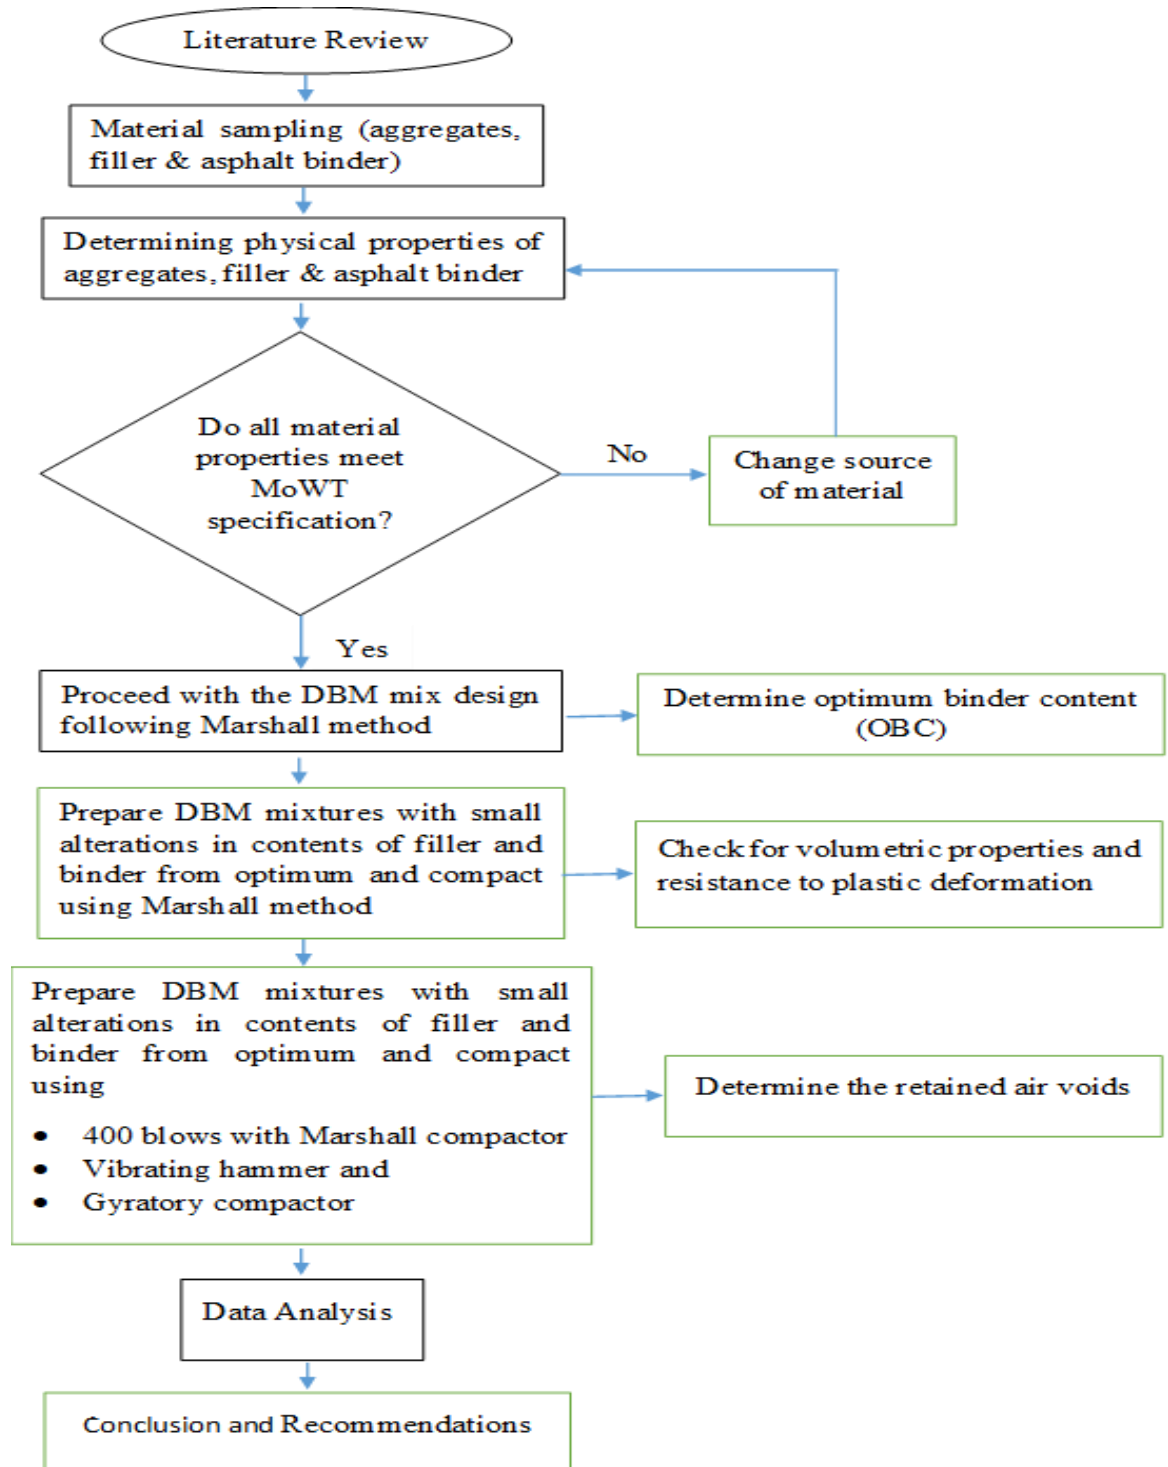 Literature Review
Material sampling (aggregates,
filler & asphalt binder)
Determining physical properties of
aggregates, filler & asphalt binder
Do all material
properties meet
MoWT
specification?
No
Change source
of material
Yes
Proceed with the DBM mix design
following Marshall method
Determine optimum binder content
(OBC)
Prepare DBM mixtures with small
alterations in contents of filler and
binder from optimum and compact
using Marshall method
Check for volumetric properties and
resistance to plastic deformation
Prepare DBM mixtures with small
alterations in contents of filler and
binder from optimum and compact
using
• 400 blows with Marshall compactor
• Vibrating hammer and
• Gyratory compactor
Determine the retained air voids
Data Analysis
Conclusion and Recommendations